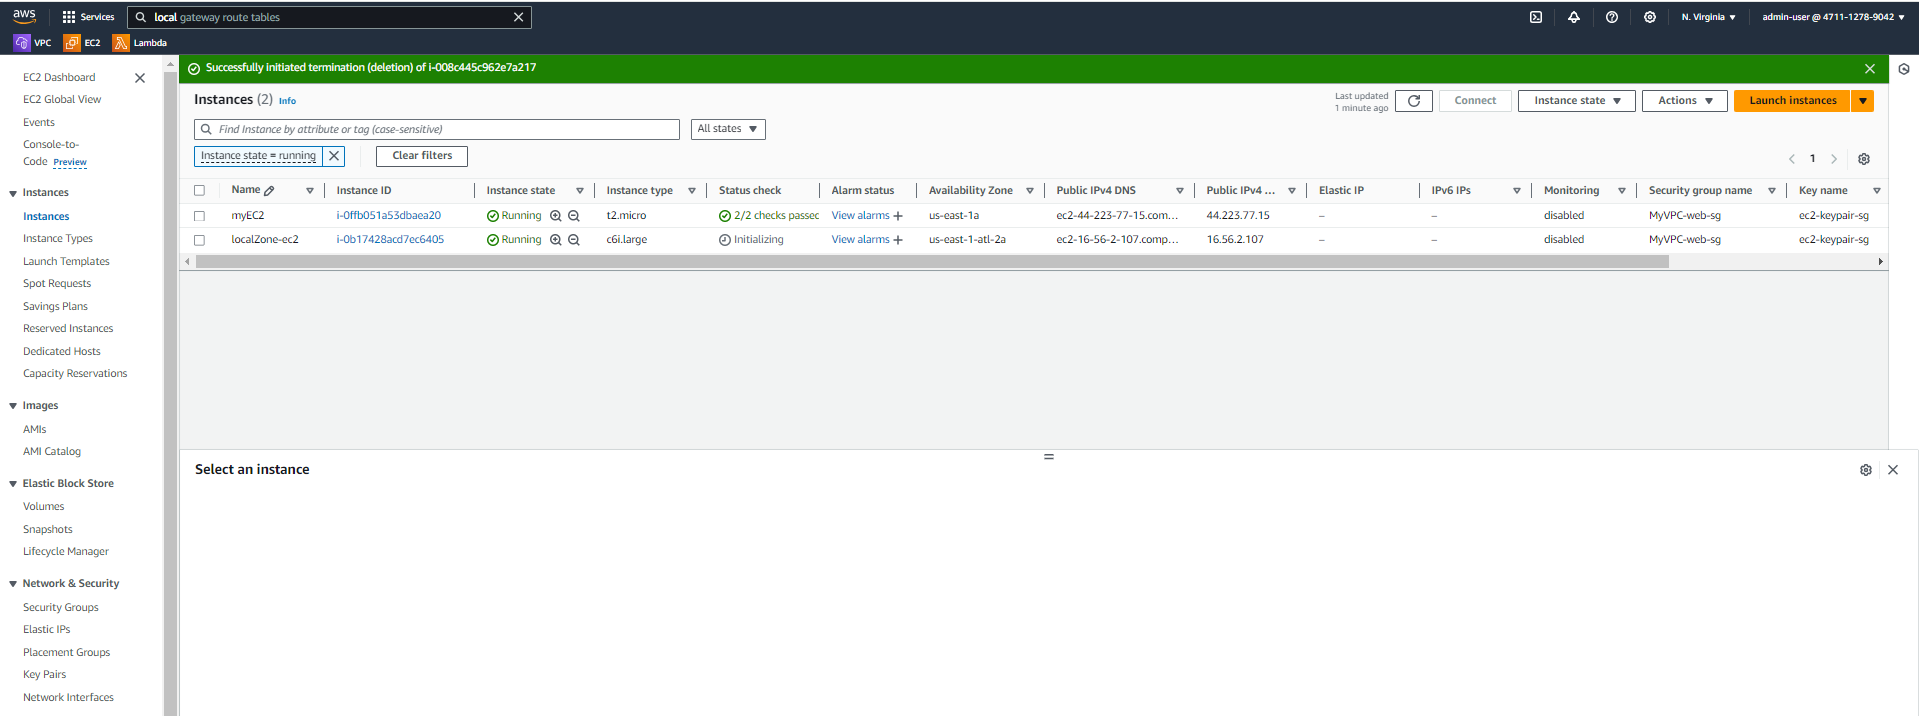 aws Services local gateway route tables N. Virginia admin-user @ 4711-1278-9042
VPC EC2 Lambda
EC2 Dashboard
EC2 Global View
Events
Console-to-
Code Preview
Instances
Instances
Instance Types
Launch Templates
Spot Requests
Savings Plans
Reserved Instances
Dedicated Hosts
Capacity Reservations
Images
AMIs
AMI Catalog
Elastic Block Store
Volumes
Snapshots
Lifecycle Manager
Network & Security
Security Groups
Elastic IPs
Placement Groups
Key Pairs
Network Interfaces
Successfully initiated termination (deletion) of i-008c445c962e7a217
Instances (2) Info
Last updated
1 minute ago
Connect Instance state Actions Launch instances
Find Instance by attribute or tag (case-sensitive) All states
Instance state = running Clear filters 1
Name Instance ID Instance state Instance type Status check Alarm status Availability Zone Public IPv4 DNS Public IPv4 ... Elastic IP IPv6 IPs Monitoring Security group name Key name
myEC2 i-0ffb051a53dbaea20 Running t2.micro 2/2 checks passec View alarms + us-east-1a ec2-44-223-77-15.com... 44.223.77.15 – – disabled MyVPC-web-sg ec2-keypair-sg
localZone-ec2 i-0b17428acd7ec6405 Running c6i.large Initializing View alarms + us-east-1-atl-2a ec2-16-56-2-107.comp... 16.56.2.107 – – disabled MyVPC-web-sg ec2-keypair-sg
Select an instance